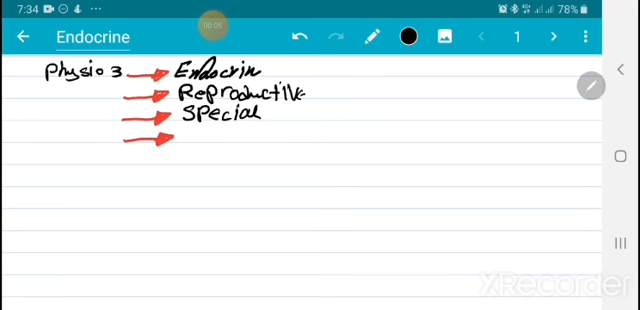 7:34 78%
00:05
Endocrine 1
Physio 3 → Endocrin
→ Reproductive
→ Special
→
XRecorder